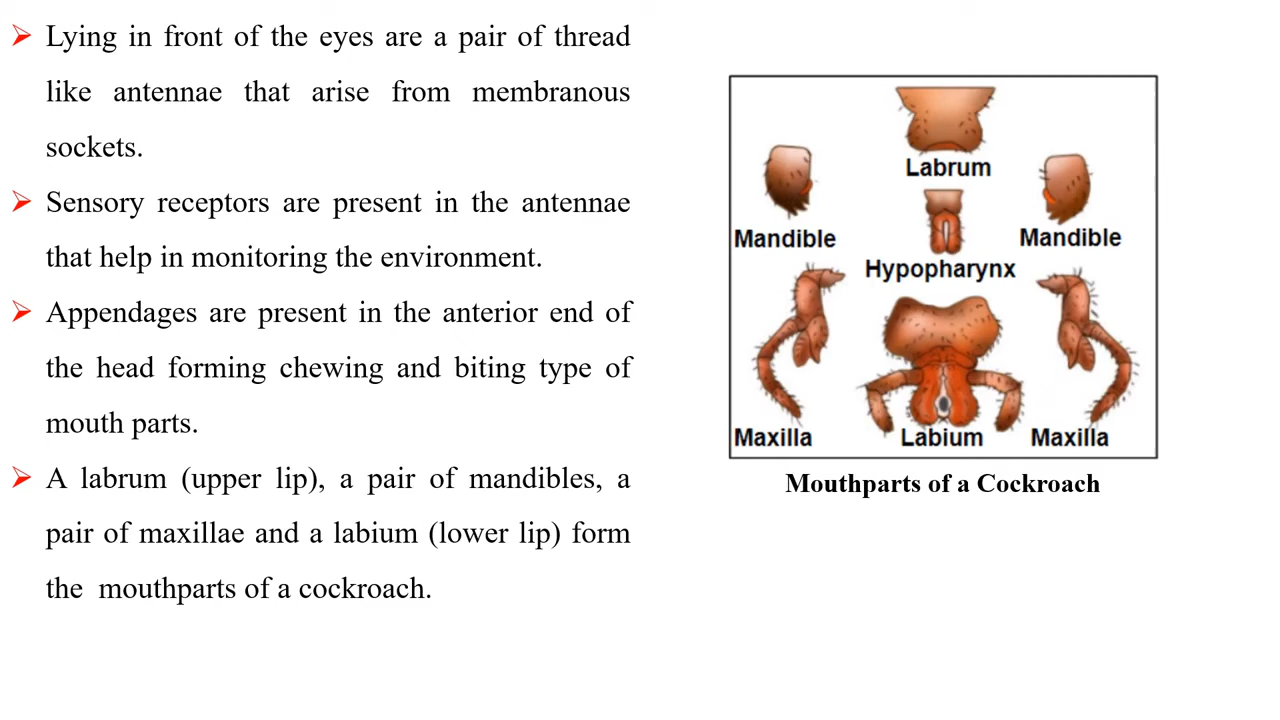 Lying in front of the eyes are a pair of thread
like antennae that arise from membranous
sockets.
Sensory receptors are present in the antennae
that help in monitoring the environment.
Appendages are present in the anterior end of
the head forming chewing and biting type of
mouth parts.
A labrum (upper lip), a pair of mandibles, a
pair of maxillae and a labium (lower lip) form
the mouthparts of a cockroach.
Labrum
Mandible
Mandible
Hypopharynx
Maxilla
Labium
Maxilla
Mouthparts of a Cockroach